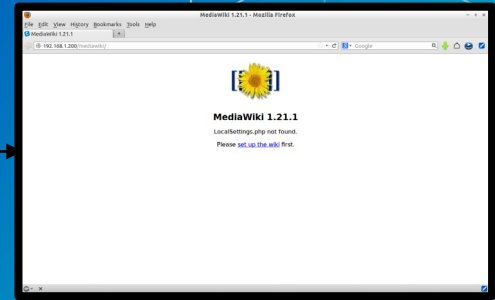 MediaWiki 1.21.1 - Mozilla Firefox
File Edit View History Bookmarks Tools Help
MediaWiki 1.21.1
192.168.1.200/mediawiki/
Google
MediaWiki 1.21.1
LocalSettings.php not found.
Please set up the wiki first.